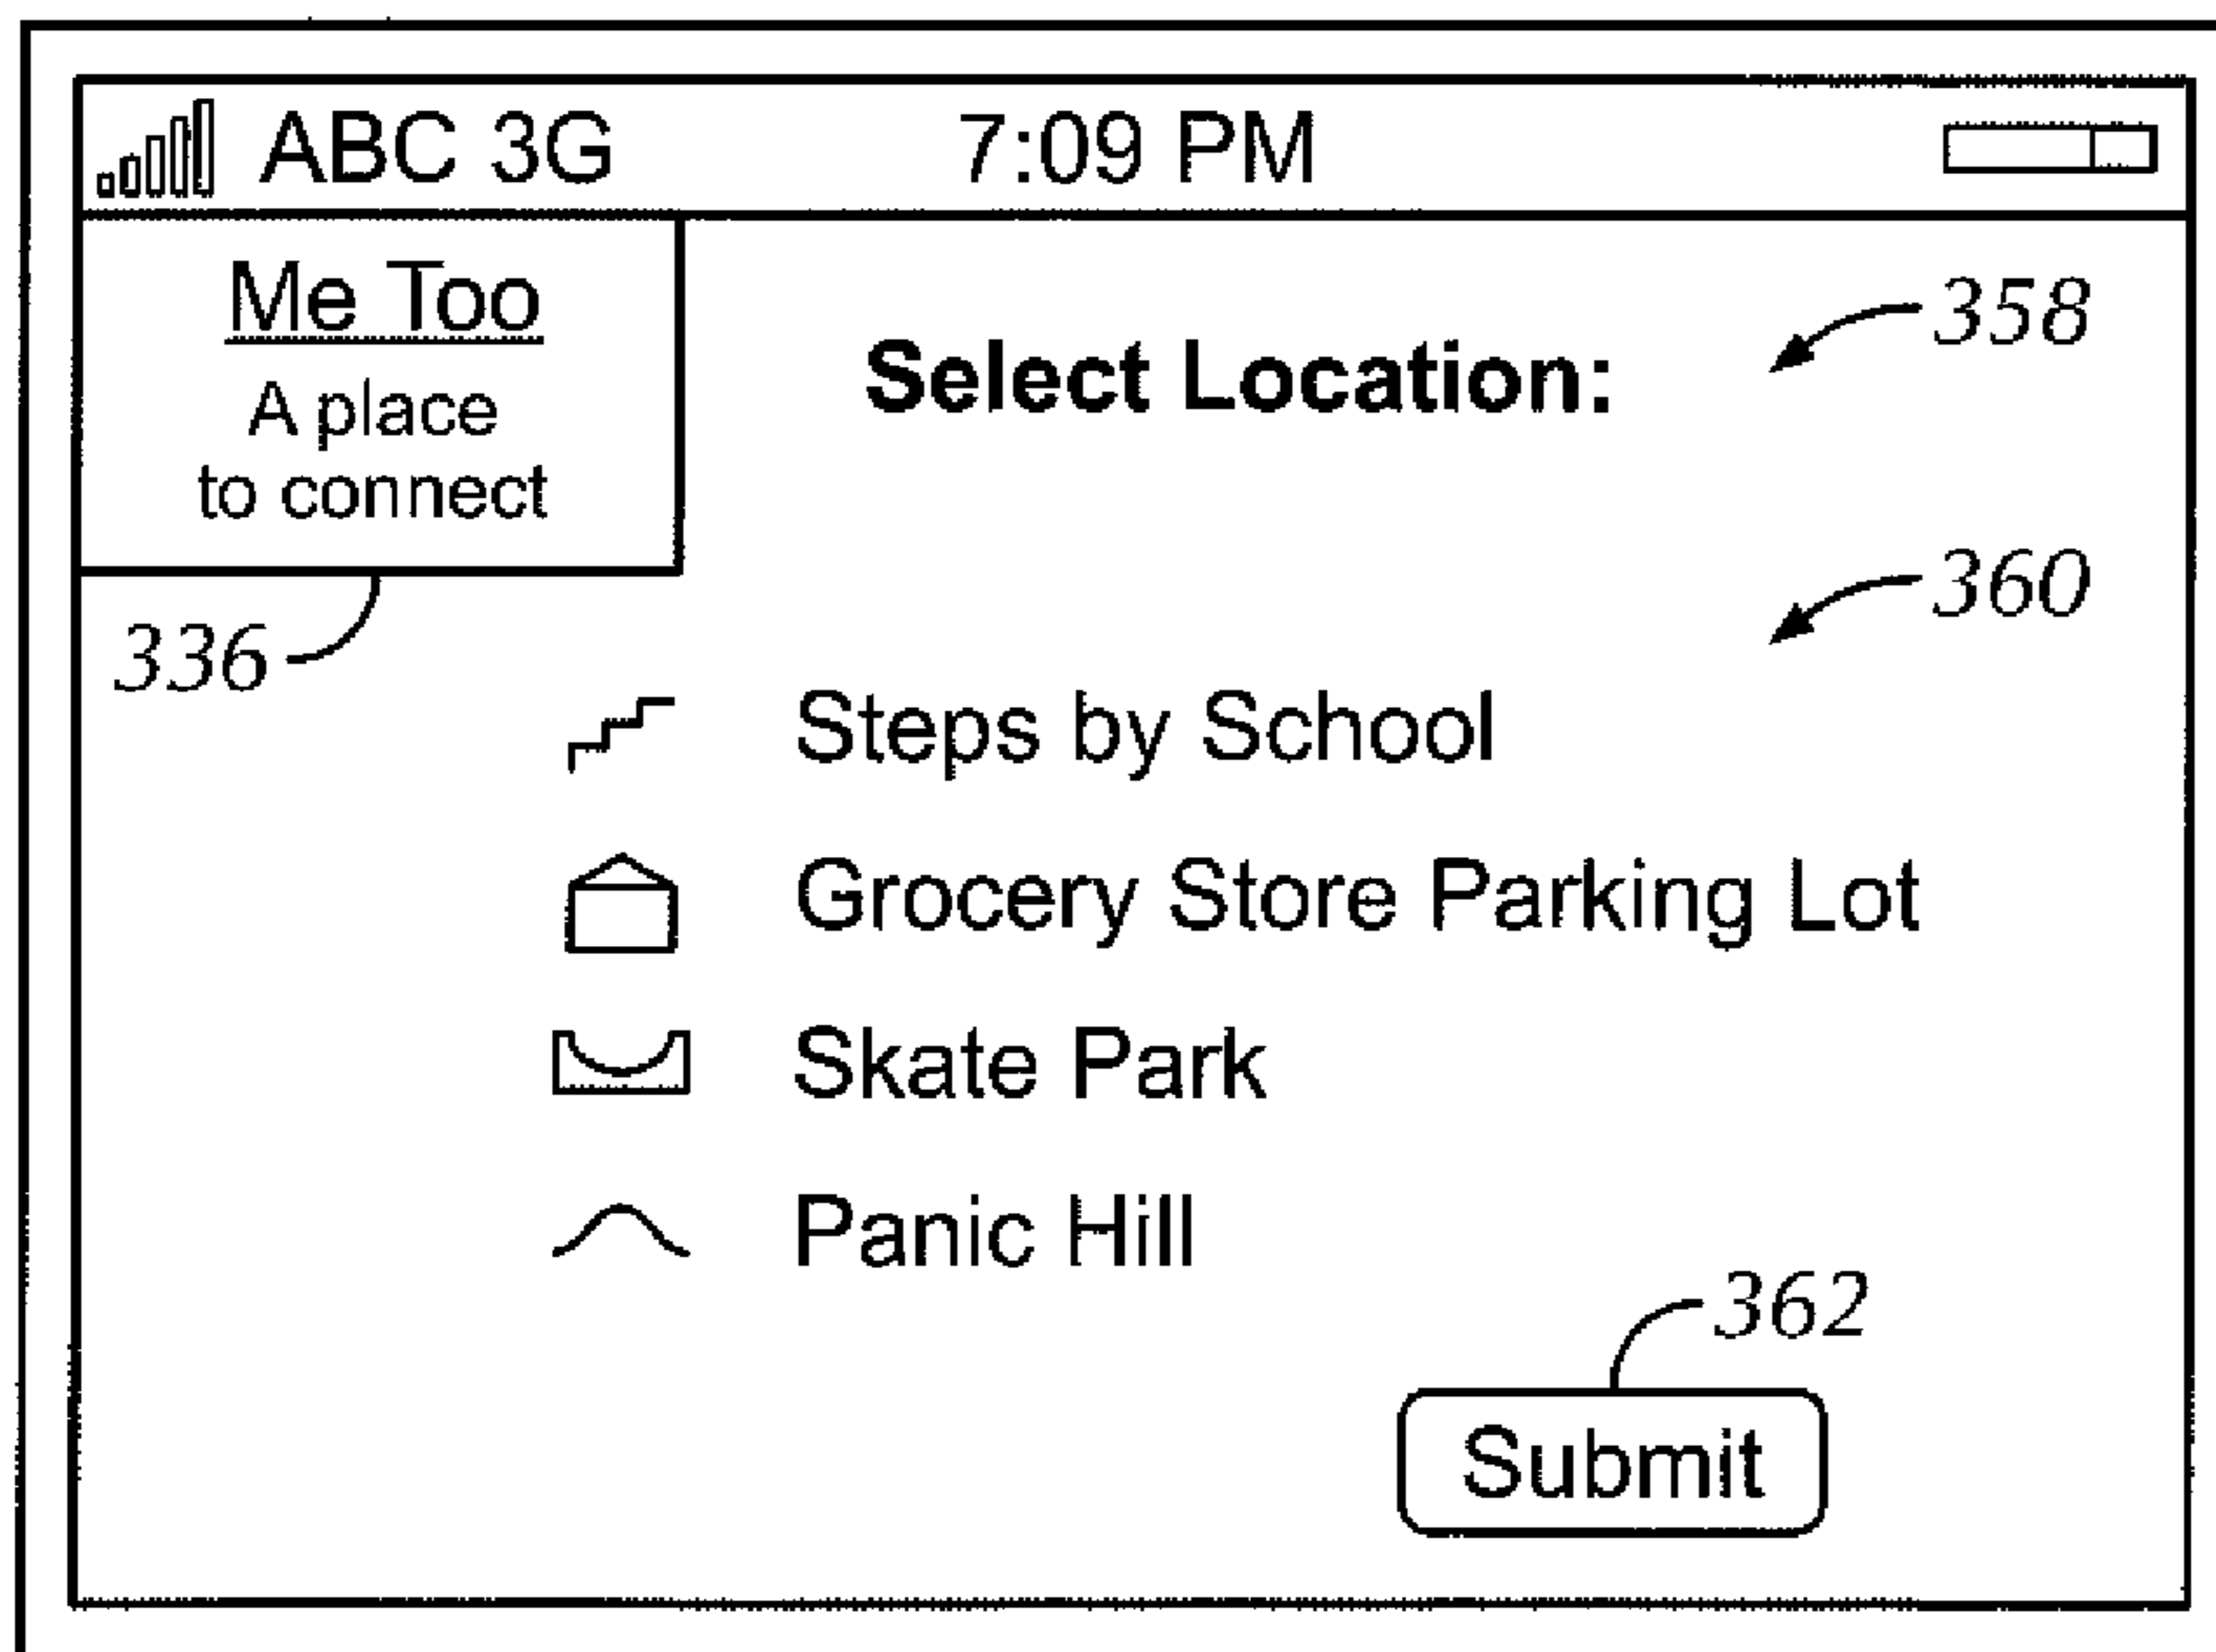 ABC 3G 7:09 PM
Me Too
A place
to connect
336
Select Location:
358
360
Steps by School
Grocery Store Parking Lot
Skate Park
Panic Hill
362
Submit